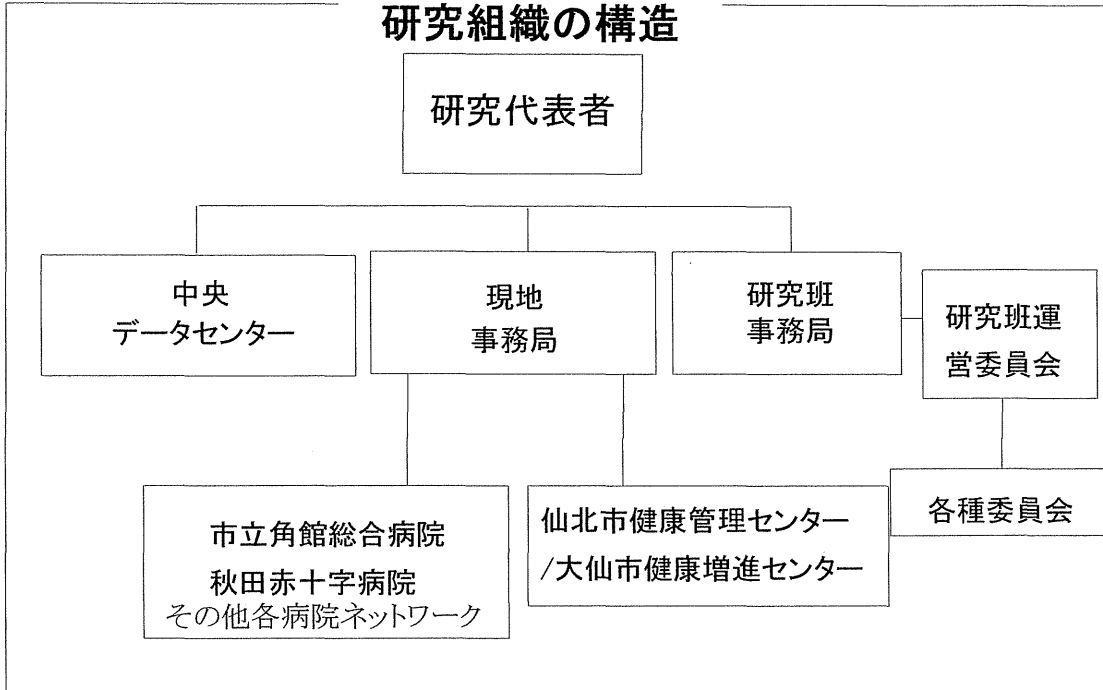 研究組織の構造
研究代表者
中央
データセンター
現地
事務局
研究班
事務局
研究班運
営委員会
市立角館総合病院
秋田赤十字病院
その他各病院ネットワーク
仙北市健康管理センター
/大仙市健康増進センター
各種委員会